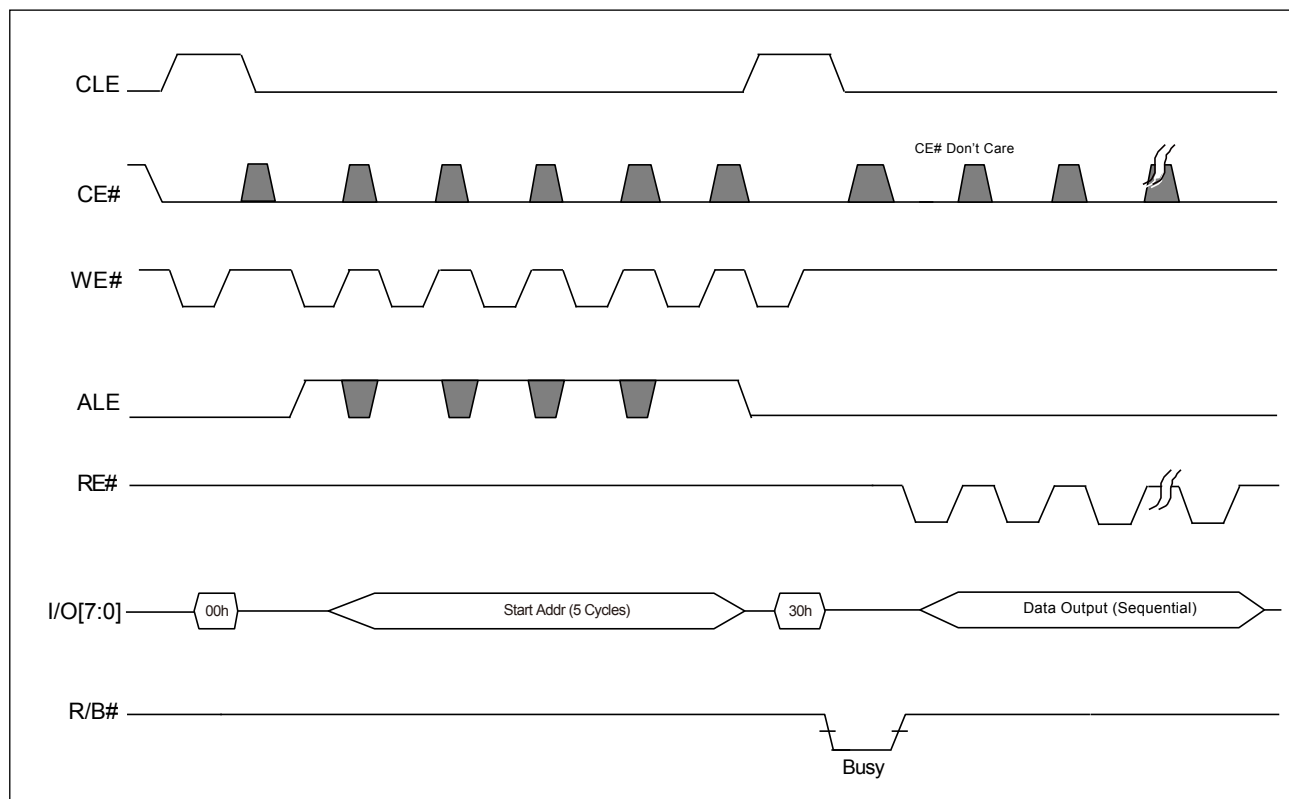 CLE
CE# Don't Care
CE#
WE#
ALE
RE#
I/O[7:0]
00h
Start Addr (5 Cycles)
30h
Data Output (Sequential)
R/B#
Busy